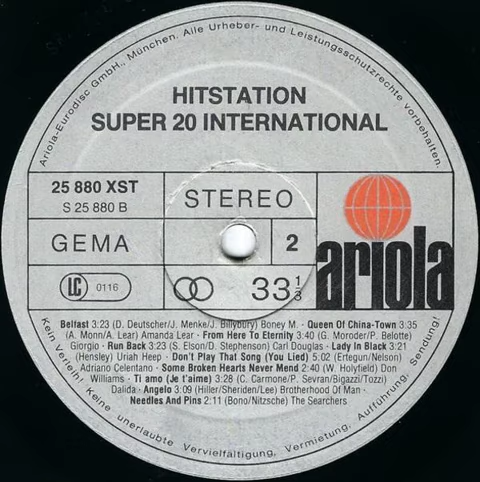 Ariola-Eurodisc GmbH., München. Alle Urheber- und Leistungsschutzrechte vorbehalten.
HITSTATION
SUPER 20 INTERNATIONAL
25 880 XST
S 25 880 B
STEREO
GEMA
2
ariola
LC 0116
33 1/3
Belfast 3:23 (D. Deutscher/J. Menke/J. Billybury) Boney M. · Queen Of China-Town 3:35
(A. Monn/A. Lear) Amanda Lear · From Here To Eternity 3:40 (G. Moroder/P. Belotte)
Giorgio · Run Back 3:23 (S. Elson/D. Stephenson) Carl Douglas · Lady In Black 3:21
(Hensley) Uriah Heep · Don't Play That Song (You Lied) 5:02 (Ertegun/Nelson)
Adriano Celentano · Some Broken Hearts Never Mend 2:40 (W. Holyfield) Don
Williams · Ti amo (Je t'aime) 3:28 (C. Carmone/P. Sevran/Bigazzi/Tozzi)
Dalida · Angelo 3:09 (Hiller/Sheriden/Lee) Brotherhood Of Man ·
Needles And Pins 2:11 (Bono/Nitzsche) The Searchers
Kein Verleih! Keine unerlaubte Vervielfältigung, Vermietung, Aufführung, Sendung!